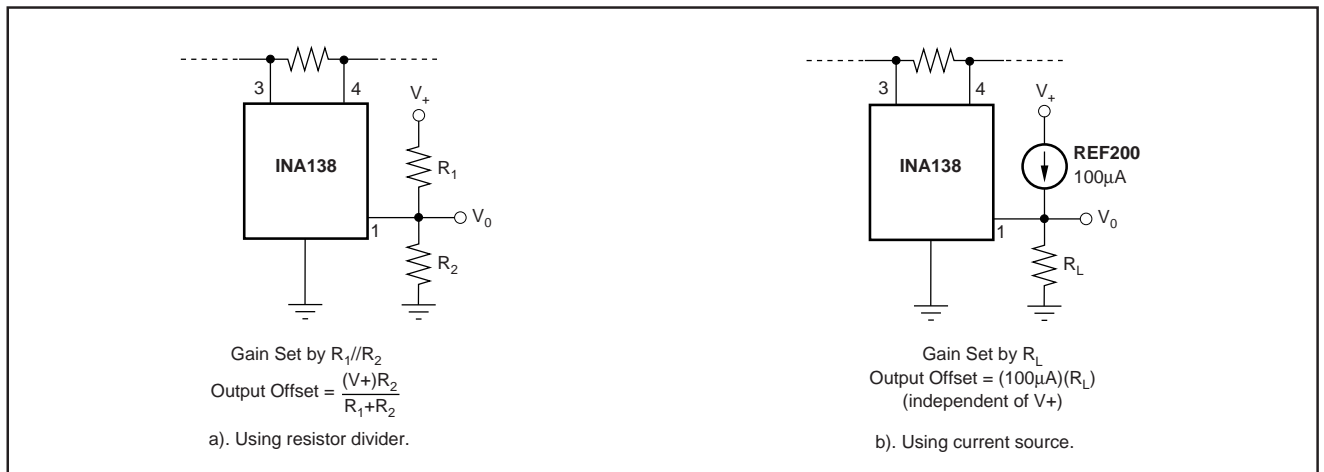 3
4
V+
INA138
R1
1
V0
R2
Gain Set by R1//R2
Output Offset = (V+)R2 / R1+R2
a). Using resistor divider.
3
4
V+
INA138
REF200
100μA
1
V0
RL
Gain Set by RL
Output Offset = (100μA)(RL)
(independent of V+)
b). Using current source.